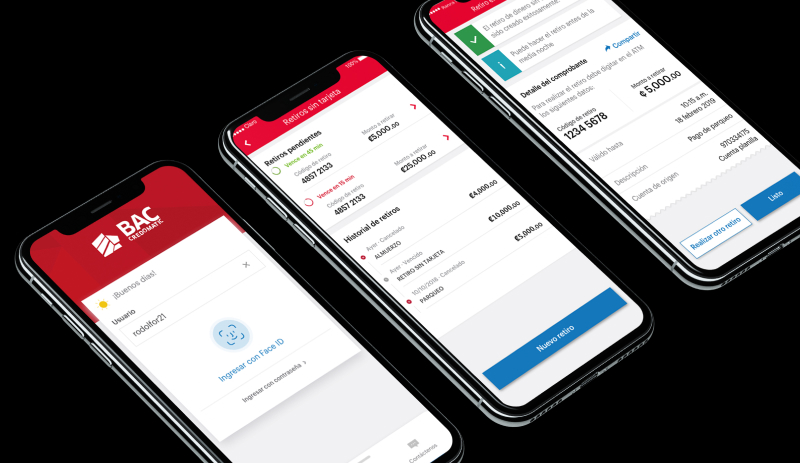 BAC
CREDOMATIC
¡Buenos días!
Usuario
rodolfor21
Ingresar con Face ID
Ingresar con contraseña
Contáctenos
Claro
100%
Retiros sin tarjeta
Retiros pendientes
Vence en 45 min
Código de retiro
Monto a retirar
4857 2133
₡5,000.00
Vence en 15 min
Código de retiro
Monto a retirar
4857 2133
₡25,000.00
Historial de retiros
Ayer · Cancelado
ALMUERZO
₡4,000.00
Ayer · Vencido
RETIRO SIN TARJETA
₡10,000.00
10/10/2018 · Cancelado
PARQUEO
₡5,000.00
Nuevo retiro
El retiro de dinero sin
sido creado exitosamente.
Puede hacer el retiro antes de la
media noche
Compartir
Detalle del comprobante
Para realizar el retiro debe digitar en el ATM
los siguientes datos:
Código de retiro
Monto a retirar
1234 5678
₡ 5,000.00
Válido hasta
10:15 a.m.
18 febrero 2019
Descripción
Pago de parqueo
Cuenta de origen
970334175
Cuenta planilla
Realizar otro retiro
Listo